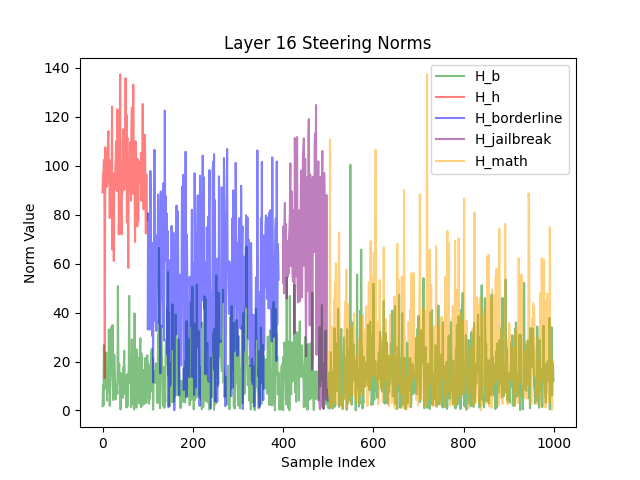 Layer 16 Steering Norms
140
120
100
80
60
40
20
0
Norm Value
H_b
H_h
H_borderline
H_jailbreak
H_math
0 200 400 600 800 1000
Sample Index